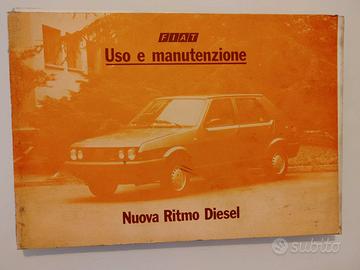 FIAT
Uso e manutenzione
Nuova Ritmo Diesel
subito